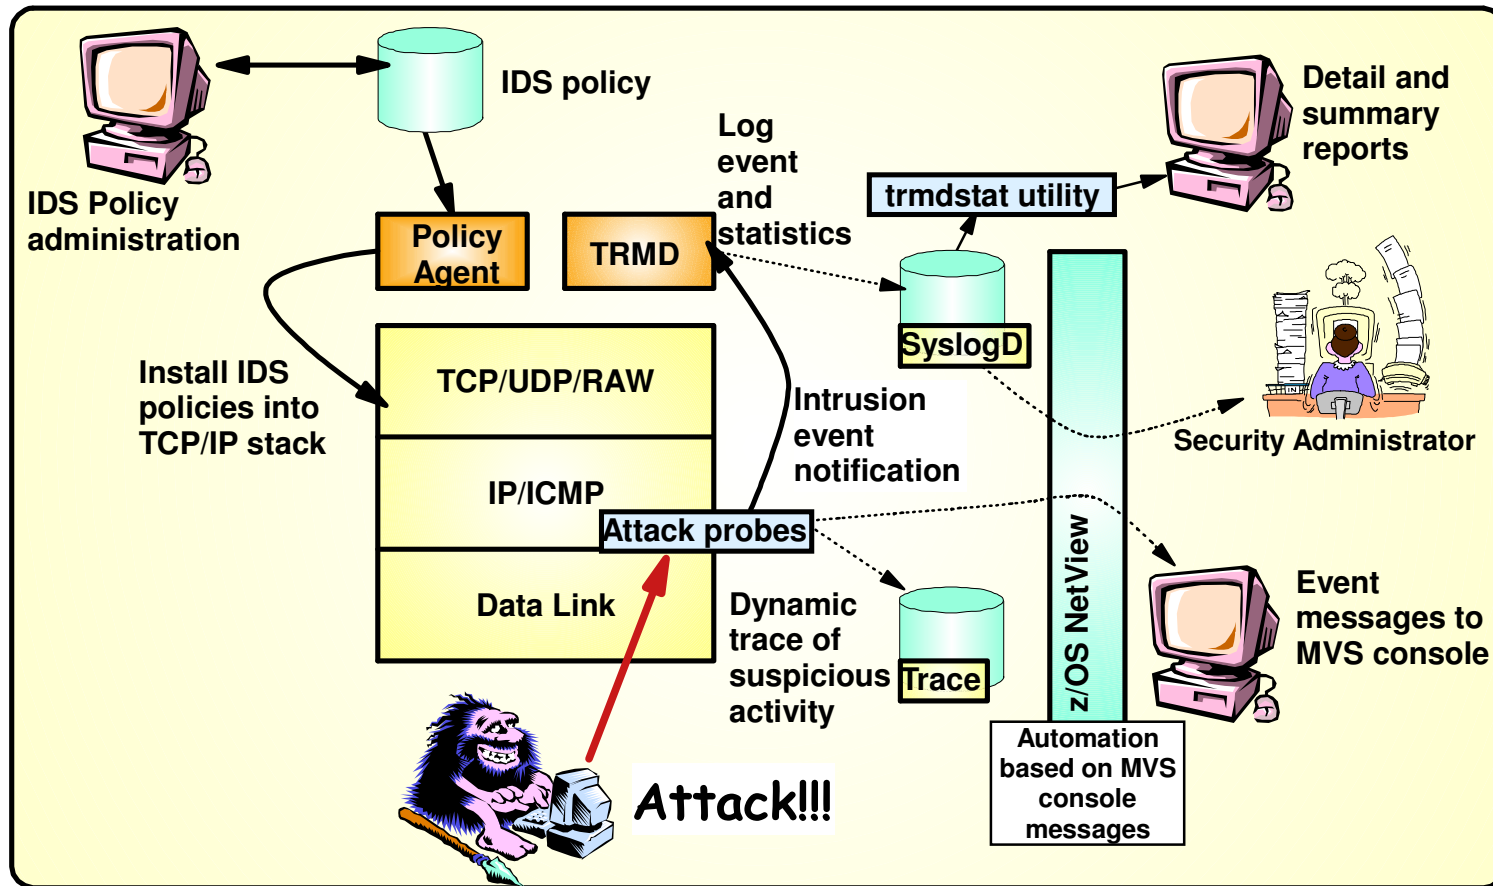 IDS policy
IDS Policy
administration
Policy
Agent
TRMD
Log
event
and
statistics
trmdstat utility
Detail and
summary
reports
SyslogD
Security Administrator
Install IDS
policies into
TCP/IP stack
TCP/UDP/RAW
IP/ICMP
Attack probes
Data Link
Intrusion
event
notification
Dynamic
trace of
suspicious
activity
Trace
z/OS NetView
Event
messages to
MVS console
Automation
based on MVS
console
messages
Attack!!!
IN